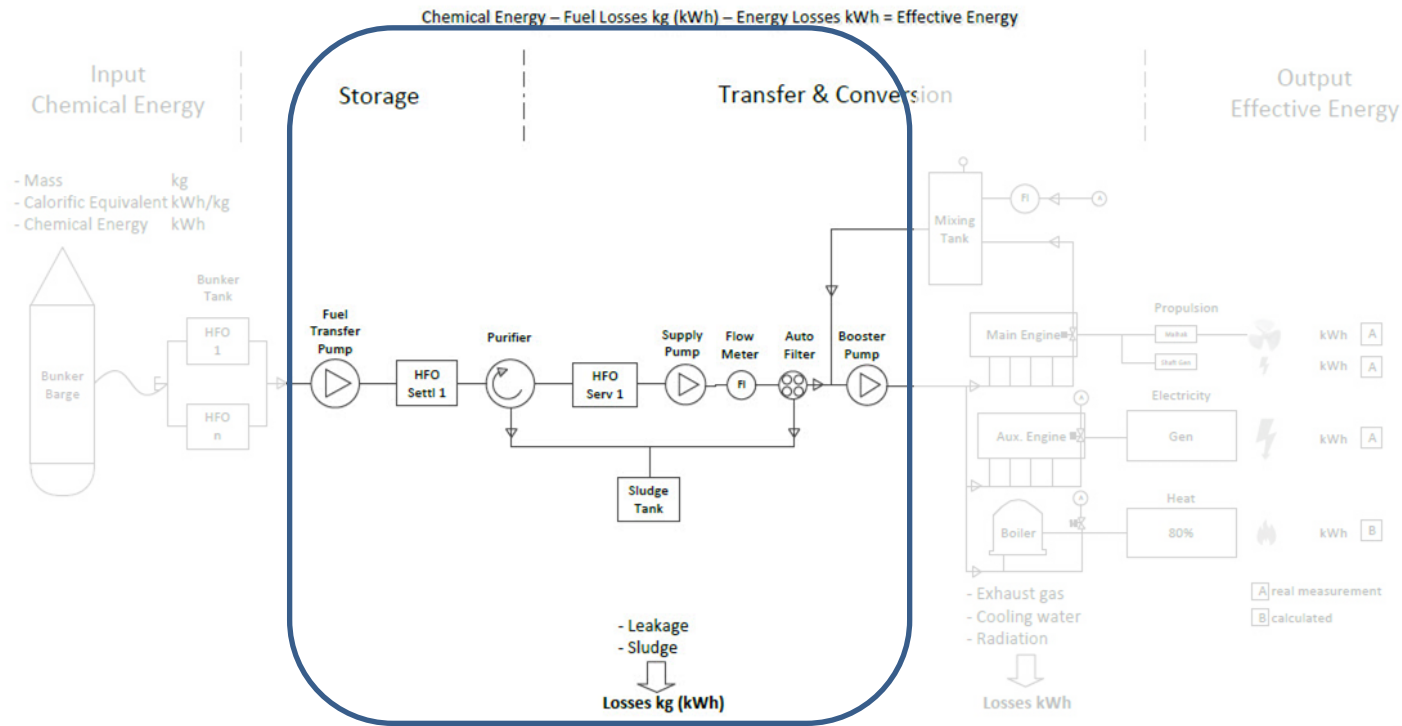 Chemical Energy – Fuel Losses kg (kWh) – Energy Losses kWh = Effective Energy
Input
Chemical Energy
Storage
Transfer & Conversion
Output
Effective Energy
- Mass kg
- Calorific Equivalent kWh/kg
- Chemical Energy kWh
Bunker
Barge
Bunker
Tank
HFO
1
HFO
n
Fuel
Transfer
Pump
HFO
Settl 1
Purifier
HFO
Serv 1
Supply
Pump
Flow
Meter
FI
Auto
Filter
Booster
Pump
Sludge
Tank
- Leakage
- Sludge
Losses kg (kWh)
Mixing
Tank
FI
A
Main Engine
Propulsion
Shaft Gen
kWh A
kWh A
A
Aux. Engine
Electricity
Gen
kWh A
A
Boiler
Heat
80%
kWh B
- Exhaust gas
- Cooling water
- Radiation
Losses kWh
A real measurement
B calculated